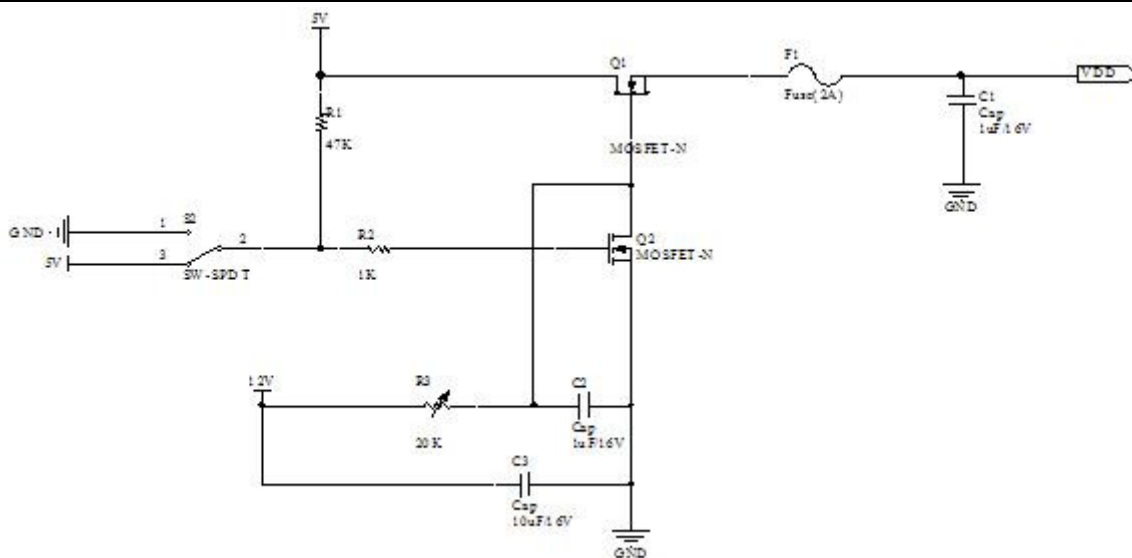 5V
Q1
F1
Fuse(2A)
VDD
C1
Cap
1uF/16V
R1
47K
MOSFET-N
GND
S2
1
GND
2
R2
Q2
MOSFET-N
5V
3
SW-SPDT
1K
12V
R3
C2
20K
Cap
1uF/16V
C3
Cap
10uF/16V
GND